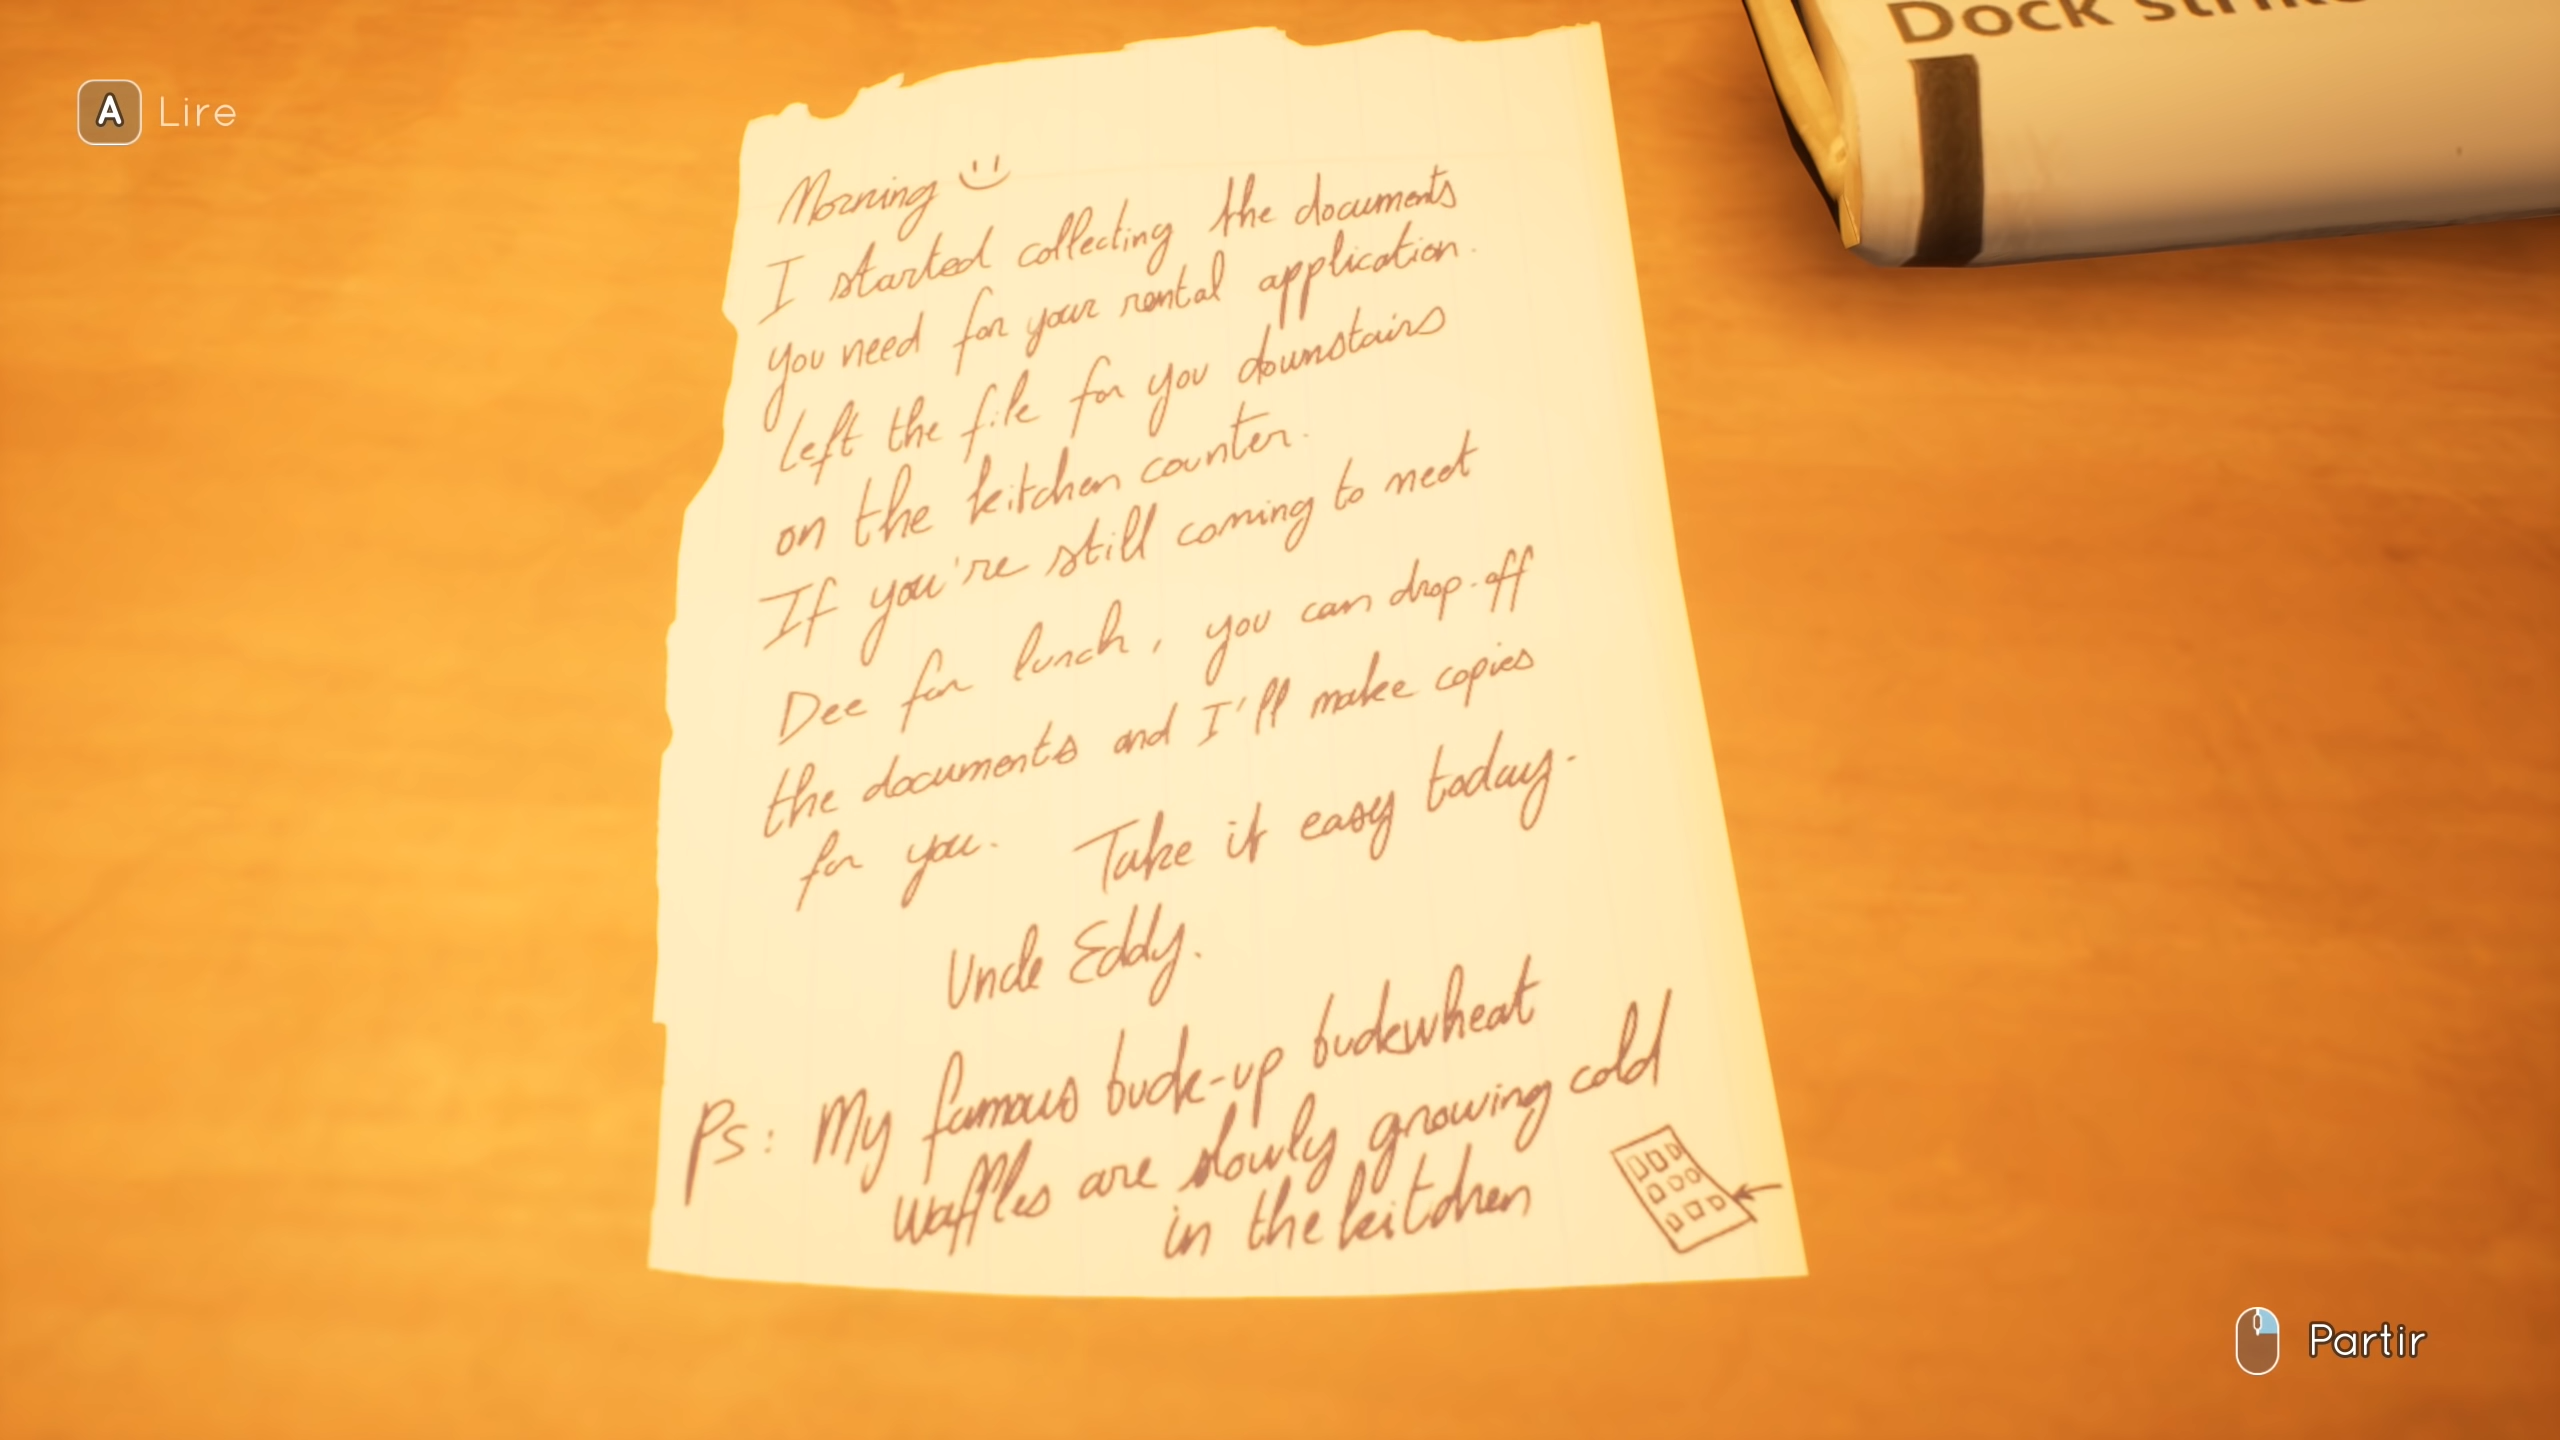 A Lire
Dock strike
Morning
I started collecting the documents
you need for your rental application.
Left the file for you downstairs
on the kitchen counter.
If you're still coming to meet
Dee for lunch, you can drop-off
the documents and I'll make copies
for you. Take it easy today.
Uncle Eddy.
Ps: My famous buck-up buckwheat
waffles are slowly growing cold
in the kitchen
Partir